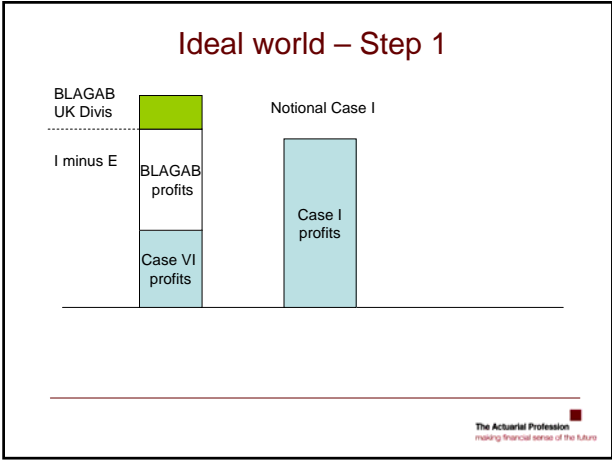 Ideal world – Step 1
BLAGAB
UK Divis
Notional Case I
I minus E
BLAGAB
profits
Case I
profits
Case VI
profits
The Actuarial Profession
making financial sense of the future